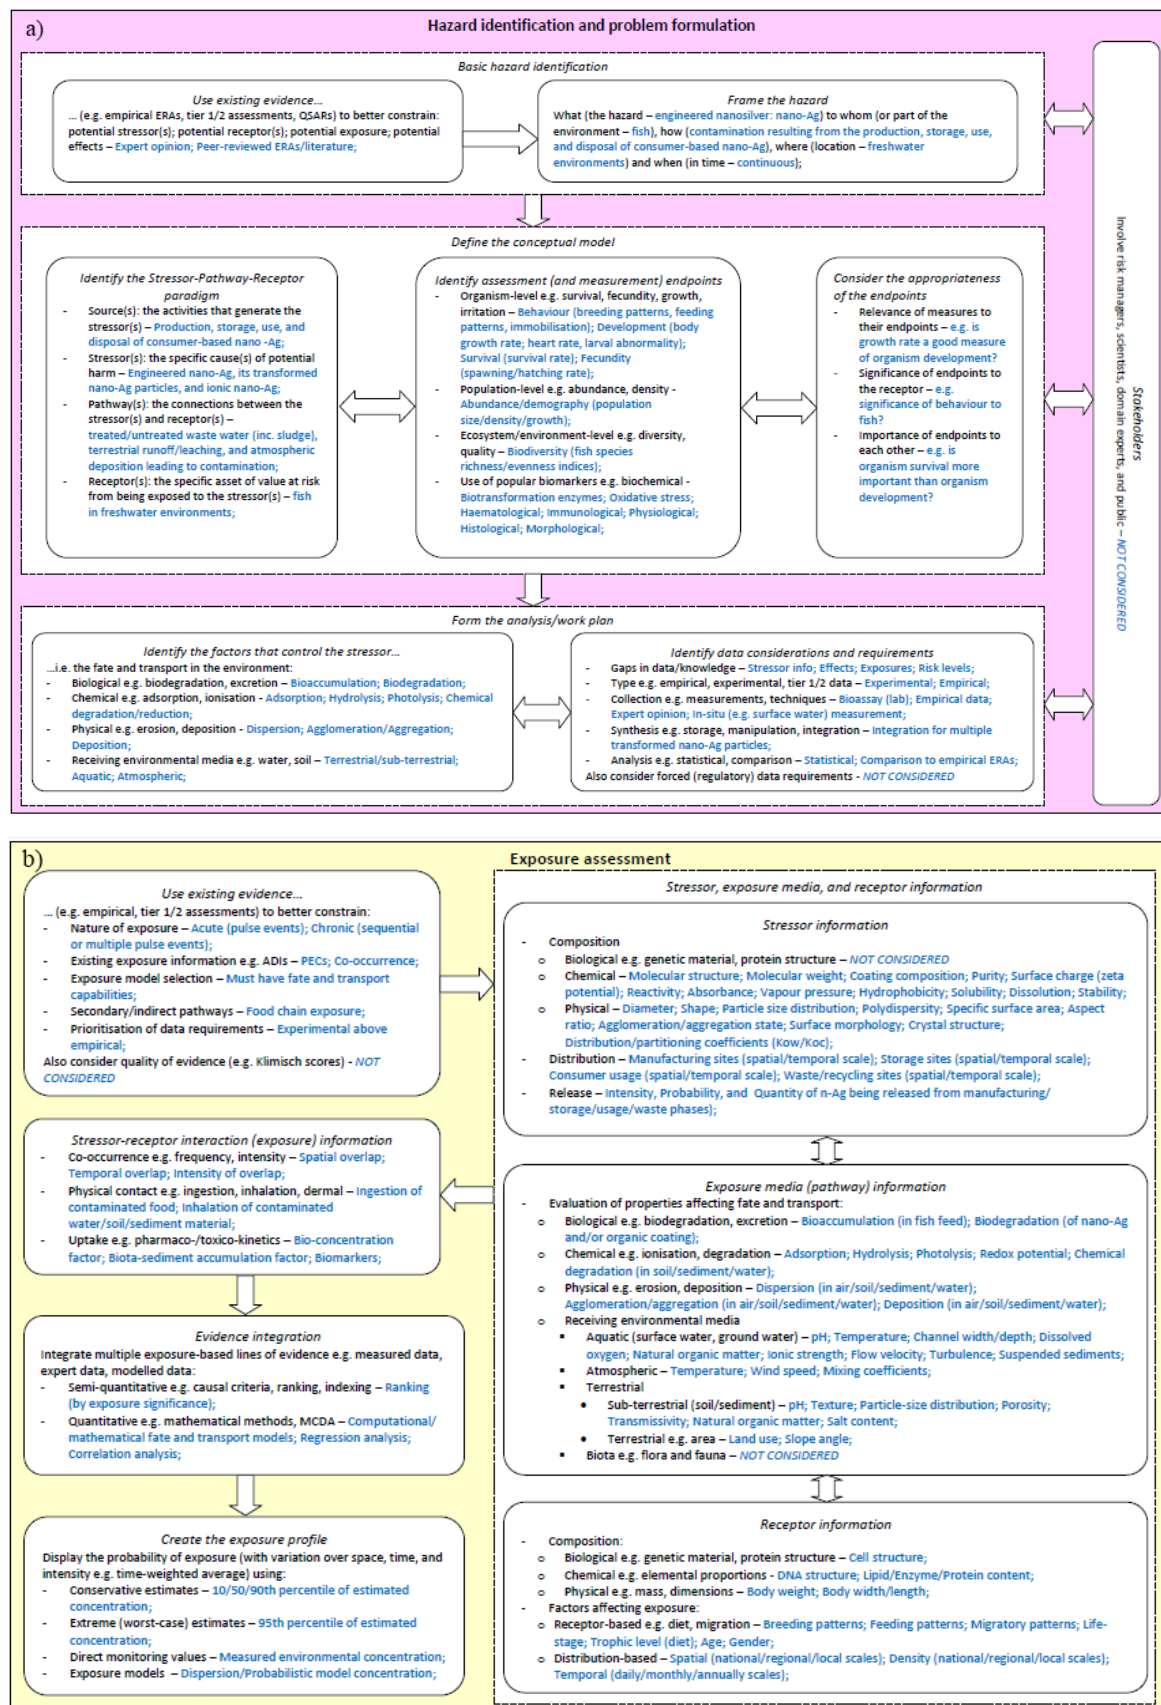 a)
Hazard identification and problem formulation
Basic hazard identification
Use existing evidence...
... (e.g. empirical ERAs, tier 1/2 assessments, QSARs) to better constrain:
potential stressor(s); potential receptor(s); potential exposure; potential
effects – Expert opinion; Peer-reviewed ERAs/literature;
Frame the hazard
What (the hazard – engineered nanosilver: nano-Ag) to whom (or part of the
environment – fish), how (contamination resulting from the production, storage, use,
and disposal of consumer-based nano-Ag), where (location – freshwater
environments) and when (in time – continuous);
Define the conceptual model
Identify the Stressor-Pathway-Receptor
paradigm
- Source(s): the activities that generate the
stressor(s) – Production, storage, use, and
disposal of consumer-based nano -Ag;
- Stressor(s): the specific cause(s) of potential
harm – Engineered nano-Ag, its transformed
nano-Ag particles, and ionic nano-Ag;
- Pathway(s): the connections between the
stressor(s) and receptor(s) –
treated/untreated waste water (inc. sludge),
terrestrial runoff/leaching, and atmospheric
deposition leading to contamination;
- Receptor(s): the specific asset of value at risk
from being exposed to the stressor(s) – fish
in freshwater environments;
Identify assessment (and measurement) endpoints
- Organism-level e.g. survival, fecundity, growth,
irritation – Behaviour (breeding patterns, feeding
patterns, immobilisation); Development (body
growth rate; heart rate, larval abnormality);
Survival (survival rate); Fecundity
(spawning/hatching rate);
- Population-level e.g. abundance, density -
Abundance/demography (population
size/density/growth);
- Ecosystem/environment-level e.g. diversity,
quality – Biodiversity (fish species
richness/evenness indices);
- Use of popular biomarkers e.g. biochemical -
Biotransformation enzymes; Oxidative stress;
Haematological; Immunological; Physiological;
Histological; Morphological;
Consider the appropriateness
of the endpoints
- Relevance of measures to
their endpoints – e.g. is
growth rate a good measure
of organism development?
- Significance of endpoints to
the receptor – e.g.
significance of behaviour to
fish?
- Importance of endpoints to
each other – e.g. is
organism survival more
important than organism
development?
Stakeholders
Involve risk managers, scientists, domain experts, and public – NOT CONSIDERED
Form the analysis/work plan
Identify the factors that control the stressor...
...i.e. the fate and transport in the environment:
- Biological e.g. biodegradation, excretion – Bioaccumulation; Biodegradation;
- Chemical e.g. adsorption, ionisation - Adsorption; Hydrolysis; Photolysis; Chemical
degradation/reduction;
- Physical e.g. erosion, deposition - Dispersion; Agglomeration/Aggregation;
Deposition;
- Receiving environmental media e.g. water, soil – Terrestrial/sub-terrestrial;
Aquatic; Atmospheric;
Identify data considerations and requirements
- Gaps in data/knowledge – Stressor info; Effects; Exposures; Risk levels;
- Type e.g. empirical, experimental, tier 1/2 data – Experimental; Empirical;
- Collection e.g. measurements, techniques – Bioassay (lab); Empirical data;
Expert opinion; In-situ (e.g. surface water) measurement;
- Synthesis e.g. storage, manipulation, integration – Integration for multiple
transformed nano-Ag particles;
- Analysis e.g. statistical, comparison – Statistical; Comparison to empirical ERAs;
Also consider forced (regulatory) data requirements - NOT CONSIDERED
b)
Exposure assessment
Use existing evidence...
... (e.g. empirical, tier 1/2 assessments) to better constrain:
- Nature of exposure – Acute (pulse events); Chronic (sequential
or multiple pulse events);
- Existing exposure information e.g. ADIs – PECs; Co-occurrence;
- Exposure model selection – Must have fate and transport
capabilities;
- Secondary/indirect pathways – Food chain exposure;
- Prioritisation of data requirements – Experimental above
empirical;
Also consider quality of evidence (e.g. Klimisch scores) - NOT
CONSIDERED
Stressor-receptor interaction (exposure) information
- Co-occurrence e.g. frequency, intensity – Spatial overlap;
Temporal overlap; Intensity of overlap;
- Physical contact e.g. ingestion, inhalation, dermal – Ingestion of
contaminated food; Inhalation of contaminated
water/soil/sediment material;
- Uptake e.g. pharmaco-/toxico-kinetics – Bio-concentration
factor; Biota-sediment accumulation factor; Biomarkers;
Evidence integration
Integrate multiple exposure-based lines of evidence e.g. measured data,
expert data, modelled data:
- Semi-quantitative e.g. causal criteria, ranking, indexing – Ranking
(by exposure significance);
- Quantitative e.g. mathematical methods, MCDA – Computational/
mathematical fate and transport models; Regression analysis;
Correlation analysis;
Create the exposure profile
Display the probability of exposure (with variation over space, time, and
intensity e.g. time-weighted average) using:
- Conservative estimates – 10/50/90th percentile of estimated
concentration;
- Extreme (worst-case) estimates – 95th percentile of estimated
concentration;
- Direct monitoring values – Measured environmental concentration;
- Exposure models – Dispersion/Probabilistic model concentration;
Stressor, exposure media, and receptor information
Stressor information
- Composition
o Biological e.g. genetic material, protein structure – NOT CONSIDERED
o Chemical – Molecular structure; Molecular weight; Coating composition; Purity; Surface charge (zeta
potential); Reactivity; Absorbance; Vapour pressure; Hydrophobicity; Solubility; Dissolution; Stability;
o Physical – Diameter; Shape; Particle size distribution; Polydispersity; Specific surface area; Aspect
ratio; Agglomeration/aggregation state; Surface morphology; Crystal structure;
Distribution/partitioning coefficients (Kow/Koc);
- Distribution – Manufacturing sites (spatial/temporal scale); Storage sites (spatial/temporal scale);
Consumer usage (spatial/temporal scale); Waste/recycling sites (spatial/temporal scale);
- Release – Intensity, Probability, and Quantity of n-Ag being released from manufacturing/
storage/usage/waste phases);
Exposure media (pathway) information
- Evaluation of properties affecting fate and transport:
o Biological e.g. biodegradation, excretion – Bioaccumulation (in fish feed); Biodegradation (of nano-Ag
and/or organic coating);
o Chemical e.g. ionisation, degradation – Adsorption; Hydrolysis; Photolysis; Redox potential; Chemical
degradation (in soil/sediment/water);
o Physical e.g. erosion, deposition – Dispersion (in air/soil/sediment/water);
Agglomeration/aggregation (in air/soil/sediment/water); Deposition (in air/soil/sediment/water);
o Receiving environmental media
▪ Aquatic (surface water, ground water) – pH; Temperature; Channel width/depth; Dissolved
oxygen; Natural organic matter; Ionic strength; Flow velocity; Turbulence; Suspended sediments;
▪ Atmospheric – Temperature; Wind speed; Mixing coefficients;
▪ Terrestrial
• Sub-terrestrial (soil/sediment) – pH; Texture; Particle-size distribution; Porosity;
Transmissivity; Natural organic matter; Salt content;
• Terrestrial e.g. area – Land use; Slope angle;
▪ Biota e.g. flora and fauna – NOT CONSIDERED
Receptor information
- Composition:
o Biological e.g. genetic material, protein structure – Cell structure;
o Chemical e.g. elemental proportions - DNA structure; Lipid/Enzyme/Protein content;
o Physical e.g. mass, dimensions – Body weight; Body width/length;
- Factors affecting exposure:
o Receptor-based e.g. diet, migration – Breeding patterns; Feeding patterns; Migratory patterns; Life-
stage; Trophic level (diet); Age; Gender;
o Distribution-based – Spatial (national/regional/local scales); Density (national/regional/local scales);
Temporal (daily/monthly/annually scales);